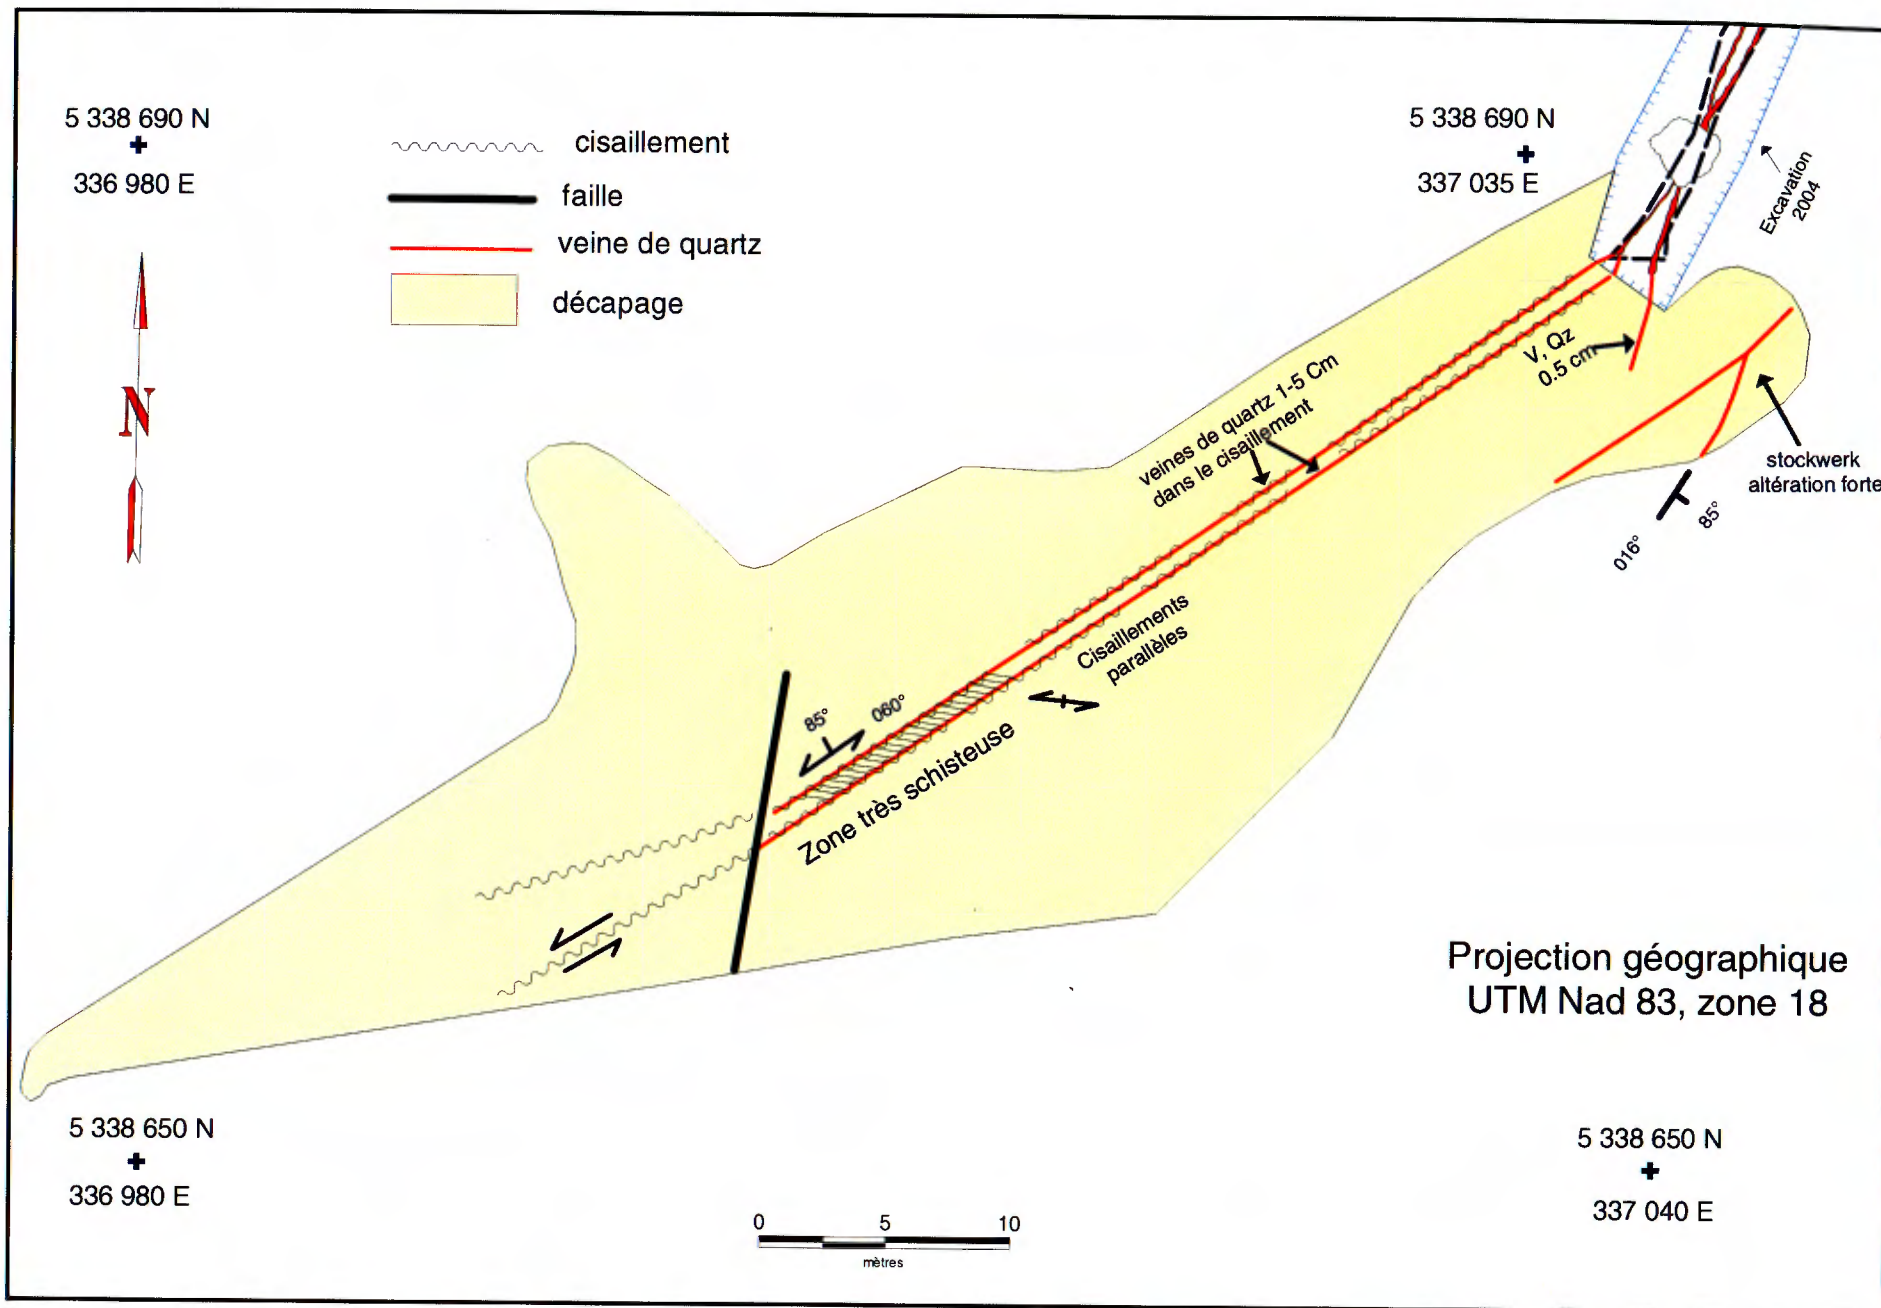 5 338 690 N
336 980 E
cisaillement
faille
veine de quartz
décapage
N
5 338 690 N
337 035 E
Excavation
2004
V, Qz
0.5 cm
veines de quartz 1-5 Cm
dans le cisaillement
stockwerk
altération forte
85°
016°
Cisaillements
parallèles
85°
060°
Zone très schisteuse
Projection géographique
UTM Nad 83, zone 18
5 338 650 N
336 980 E
0 5 10
mètres
5 338 650 N
337 040 E